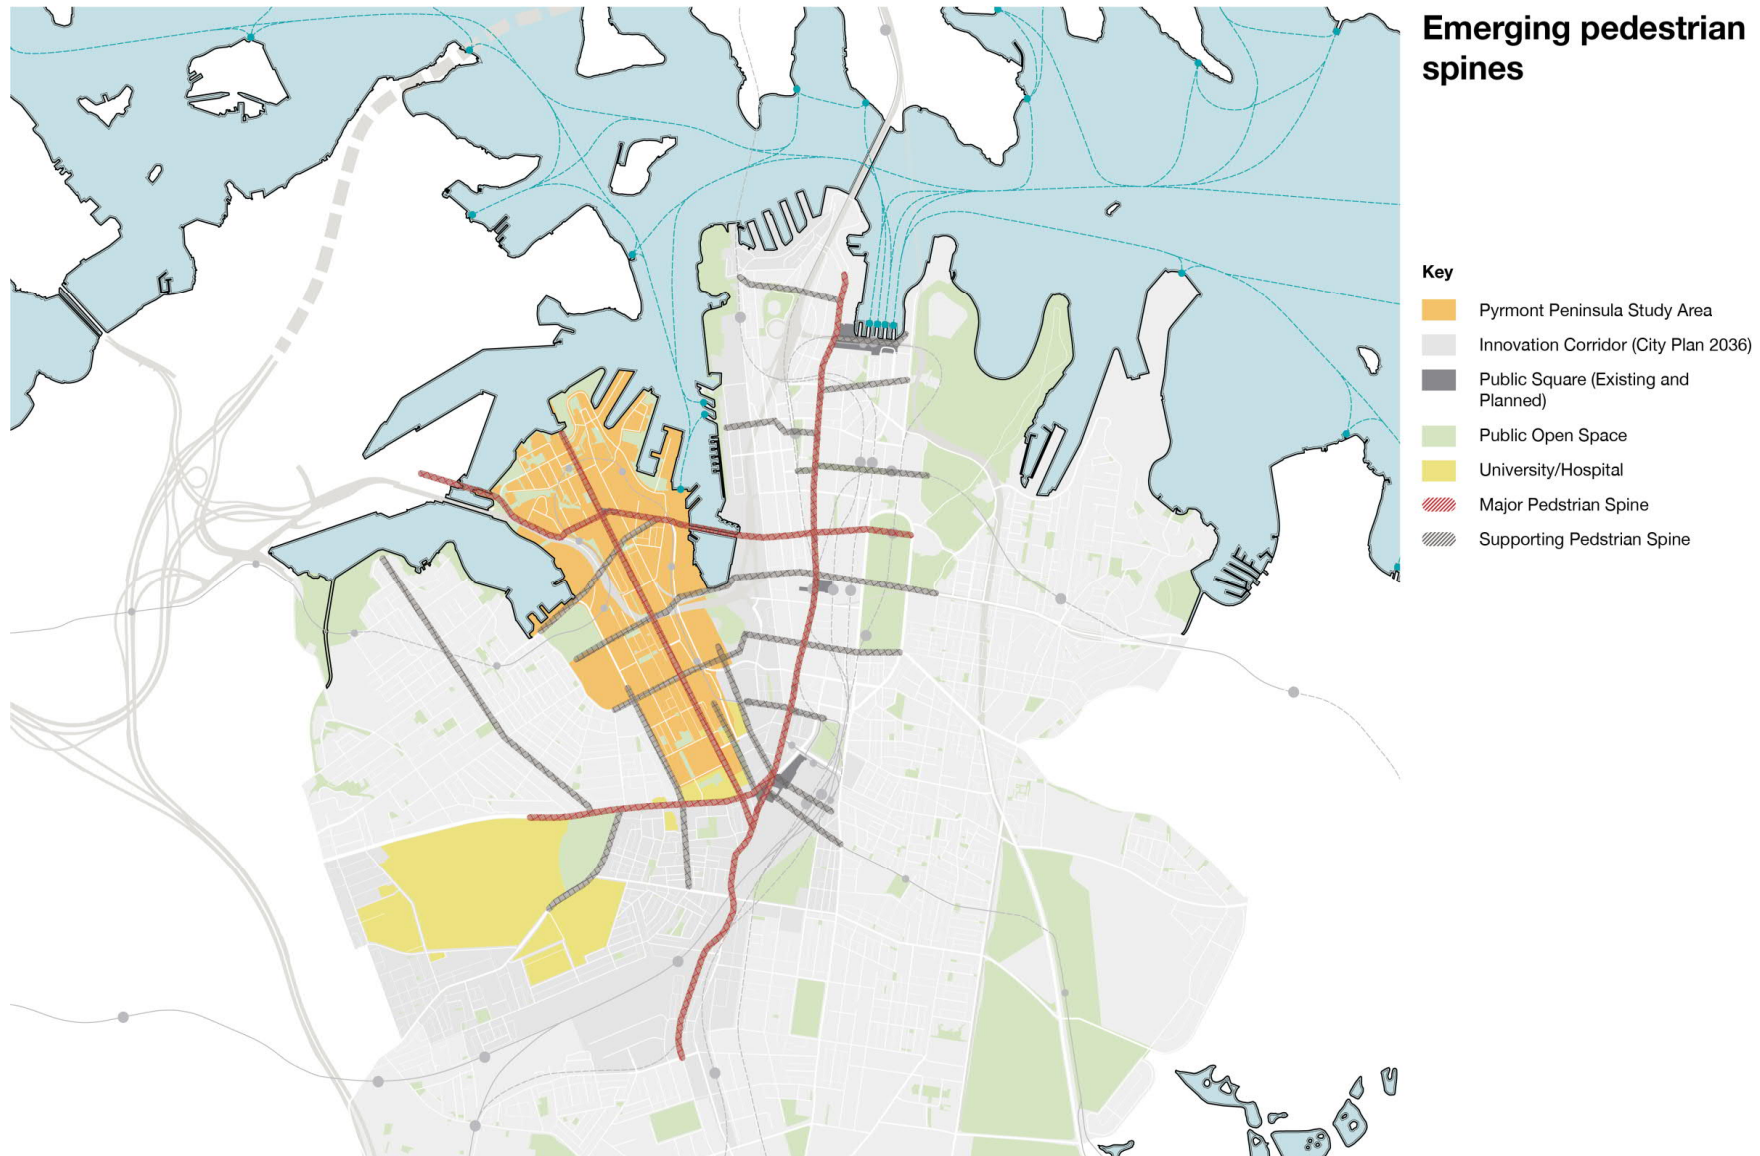 Emerging pedestrian
spines
Key
Pyrmont Peninsula Study Area
Innovation Corridor (City Plan 2036)
Public Square (Existing and
Planned)
Public Open Space
University/Hospital
Major Pedestrian Spine
Supporting Pedstrian Spine